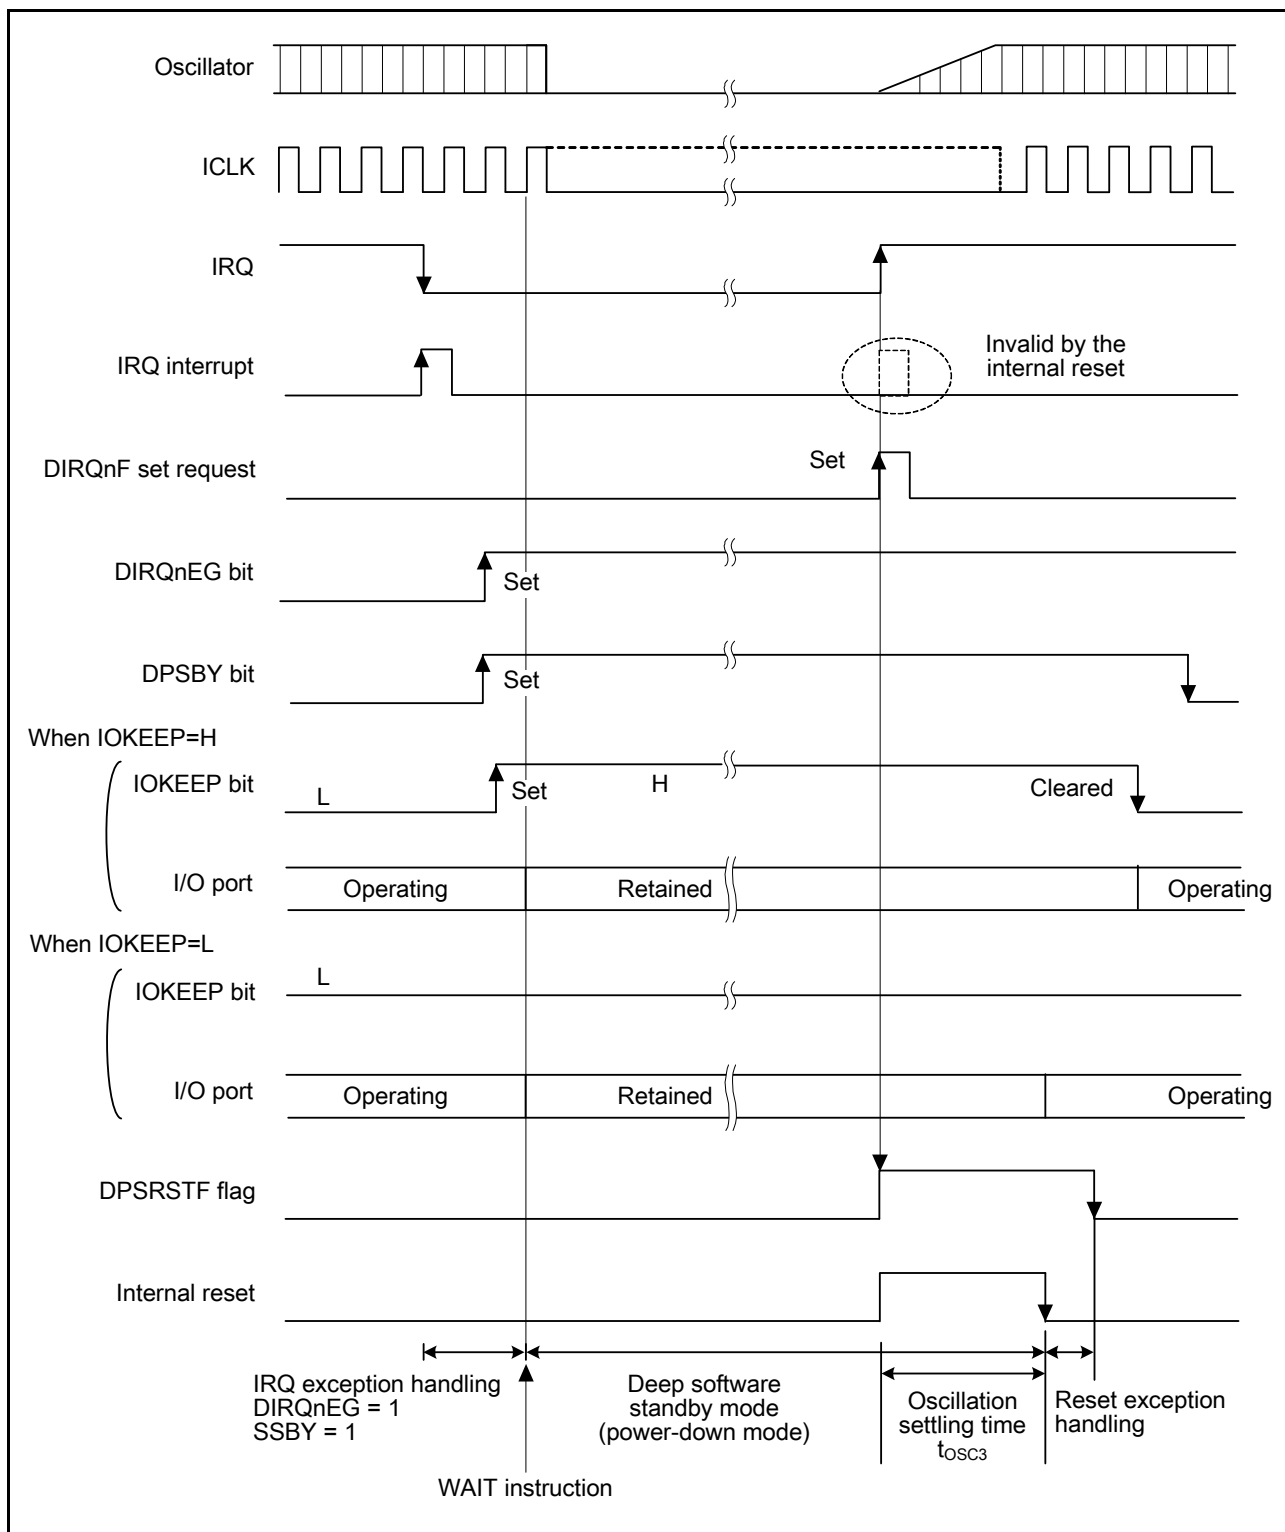 Oscillator
ICLK
IRQ
IRQ interrupt
Invalid by the
internal reset
DIRQnF set request
Set
DIRQnEG bit
Set
DPSBY bit
Set
When IOKEEP=H
IOKEEP bit
L
Set
H
Cleared
I/O port
Operating
Retained
Operating
When IOKEEP=L
IOKEEP bit
L
I/O port
Operating
Retained
Operating
DPSRSTF flag
Internal reset
IRQ exception handling
DIRQnEG = 1
SSBY = 1
Deep software
standby mode
(power-down mode)
Oscillation
settling time
tOSC3
Reset exception
handling
WAIT instruction